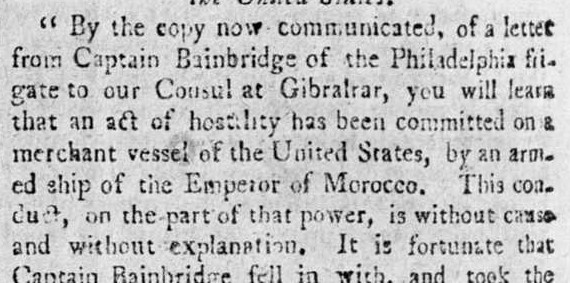 the United States.
“ By the copy now communicated, of a letter
from Captain Bainbridge of the Philadelphia fri-
gate to our Consul at Gibralrar, you will learn
that an act of hostility has been committed on a
merchant vessel of the United States, by an arm-
ed ship of the Emperor of Morocco. This con-
duct, on the part of that power, is without cause
and without explanation. It is fortunate that
Captain Bainbridge fell in with, and took the